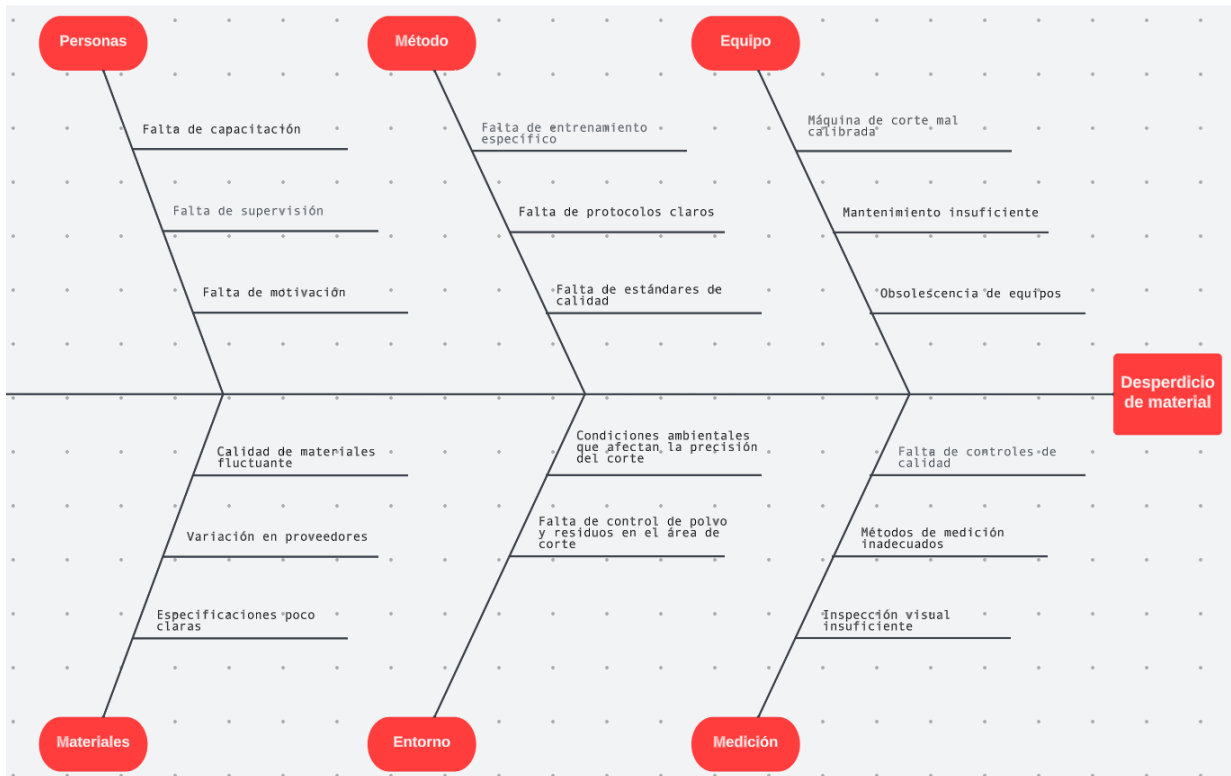 Personas
Método
Equipo
Falta de capacitación
Falta de supervisión
Falta de motivación
Falta de entrenamiento
específico
Falta de protocolos claros
Falta de estándares de
calidad
Máquina de corte mal
calibrada
Mantenimiento insuficiente
Obsolescencia de equipos
Desperdicio
de material
Calidad de materiales
fluctuante
Variación en proveedores
Especificaciones poco
claras
Condiciones ambientales
que afectan la precisión
del corte
Falta de control de polvo
y residuos en el área de
corte
Falta de controles de
calidad
Métodos de medición
inadecuados
Inspección visual
insuficiente
Materiales
Entorno
Medición